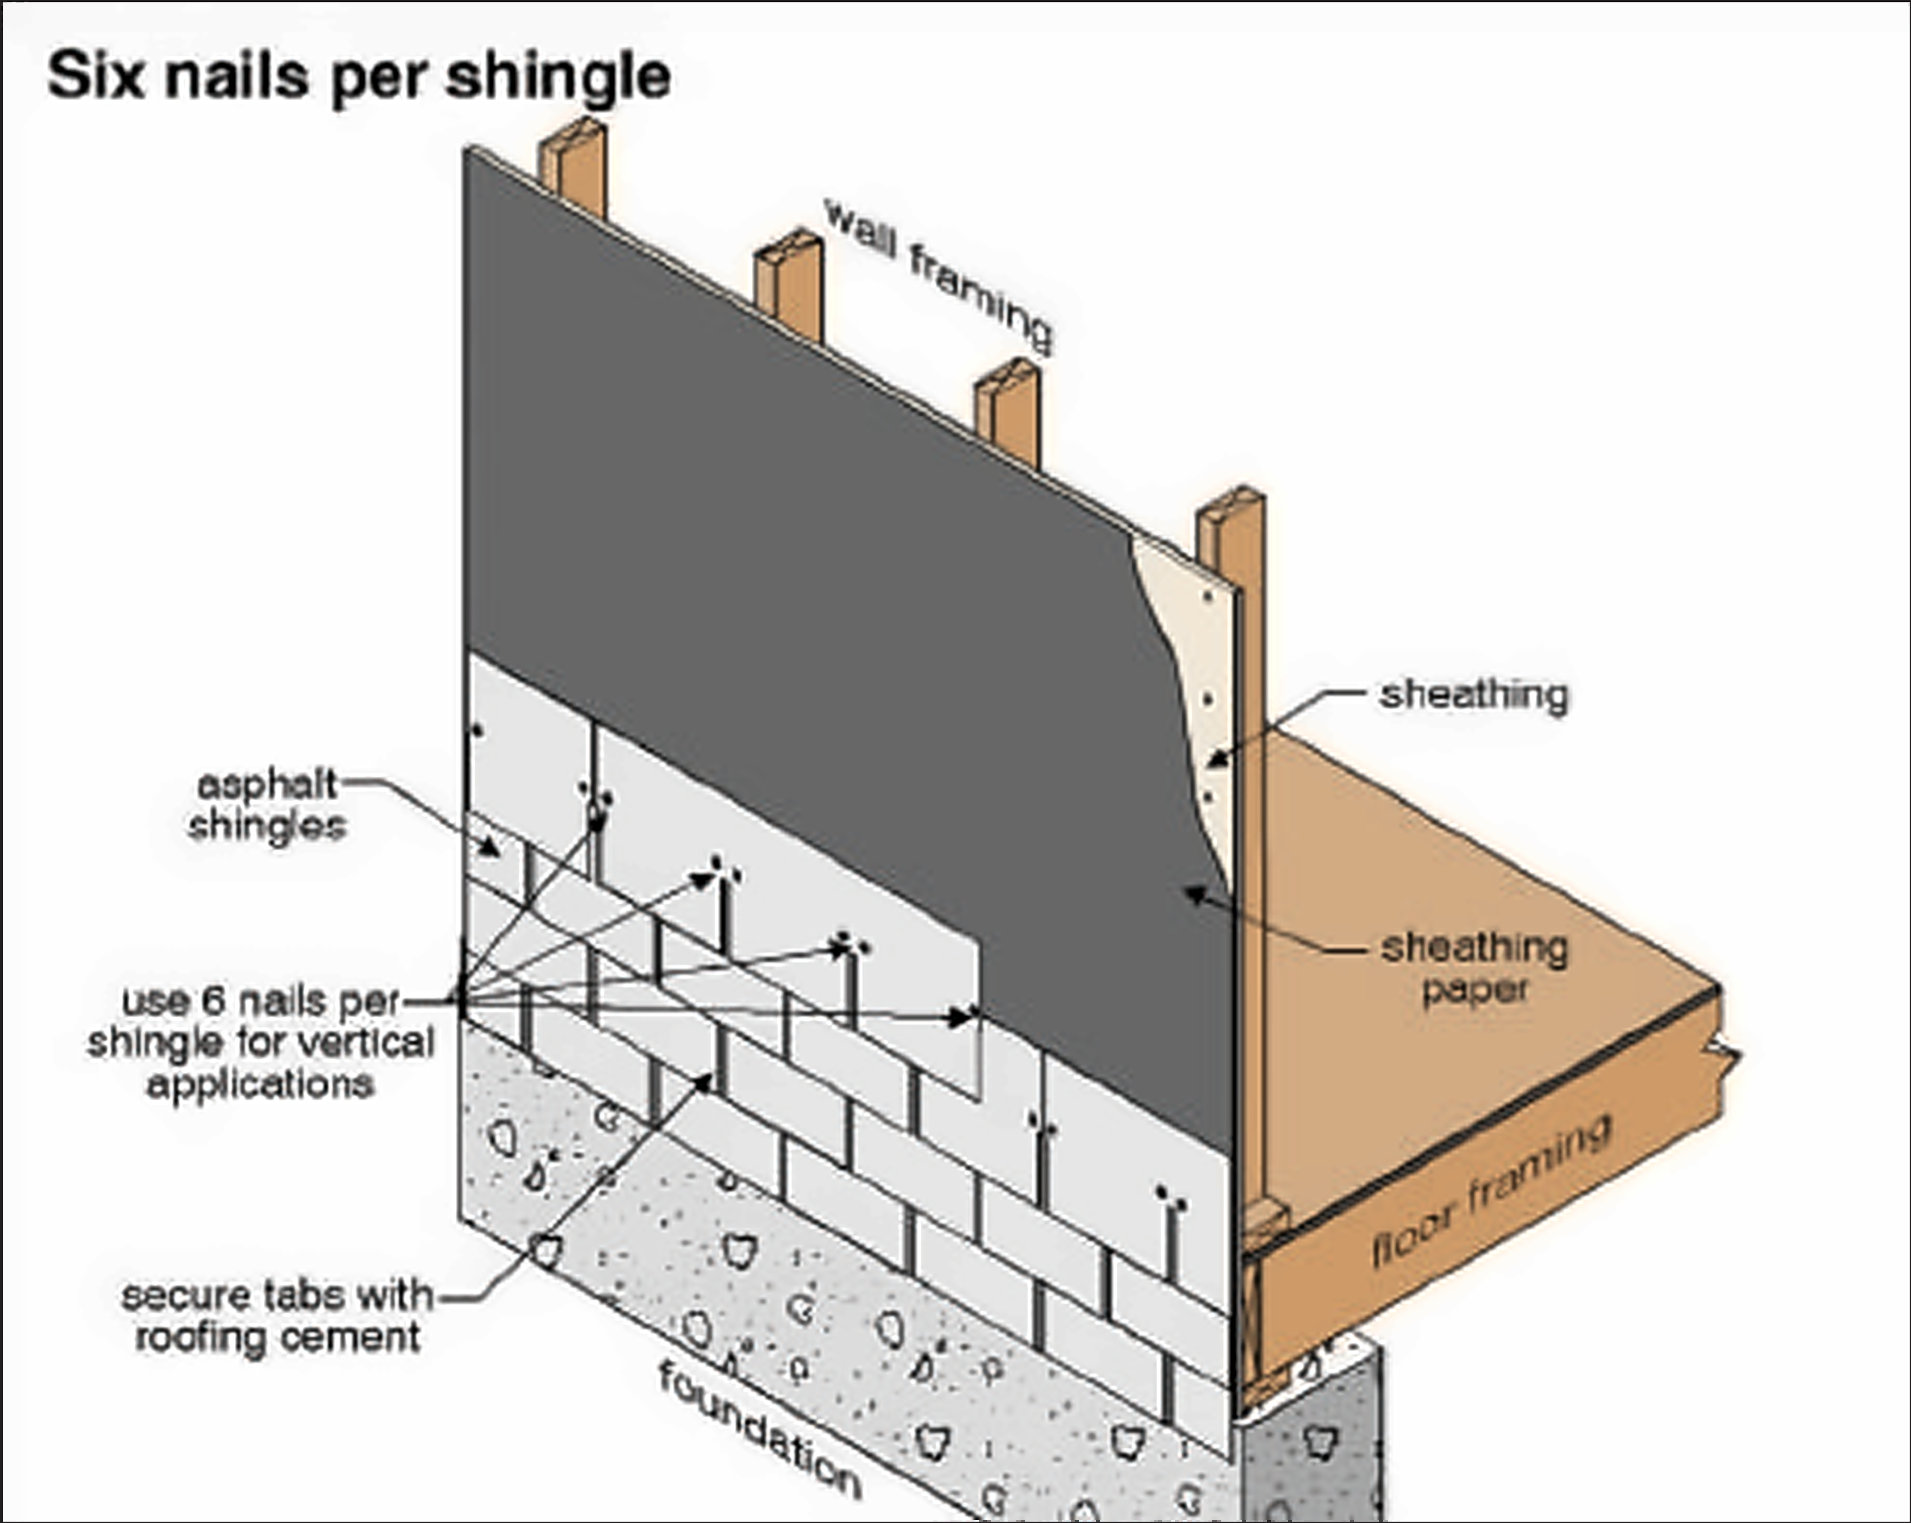 Six nails per shingle
wall framing
sheathing
asphalt
shingles
sheathing
paper
use 6 nails per
shingle for vertical
applications
floor framing
secure tabs with
roofing cement
foundation